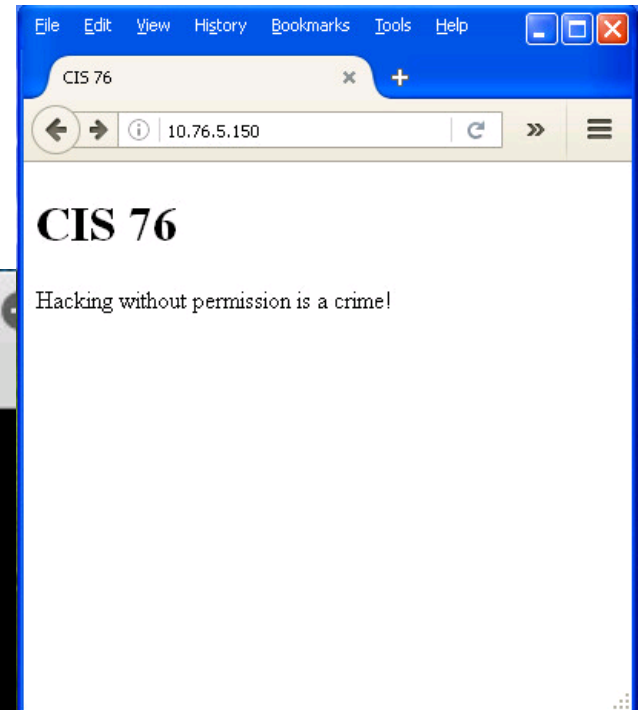 File Edit View History Bookmarks Tools Help
CIS 76
10.76.5.150
CIS 76
Hacking without permission is a crime!